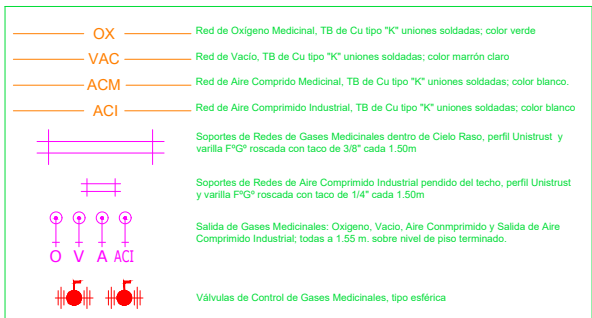 OX Red de Oxígeno Medicinal, TB de Cu tipo "K" uniones soldadas; color verde
VAC Red de Vacío, TB de Cu tipo "K" uniones soldadas; color marrón claro
ACM Red de Aire Comprido Medicinal, TB de Cu tipo "K" uniones soldadas; color blanco.
ACI Red de Aire Comprimido Industrial, TB de Cu tipo "K" uniones soldadas; color blanco
Soportes de Redes de Gases Medicinales dentro de Cielo Raso, perfil Unistrust y
varilla FºGº roscada con taco de 3/8" cada 1.50m
Soportes de Redes de Aire Comprimido Industrial pendido del techo, perfil Unistrust
y varilla FºGº roscada con taco de 1/4" cada 1.50m
Salida de Gases Medicinales: Oxigeno, Vacio, Aire Conmprimido y Salida de Aire
Comprimido Industrial; todas a 1.55 m. sobre nivel de piso terminado.
O V A ACI
Válvulas de Control de Gases Medicinales, tipo esférica